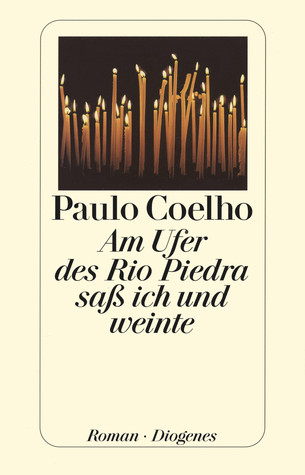 Paulo Coelho
Am Ufer
des Rio Piedra
saß ich und
weinte
Roman · Diogenes